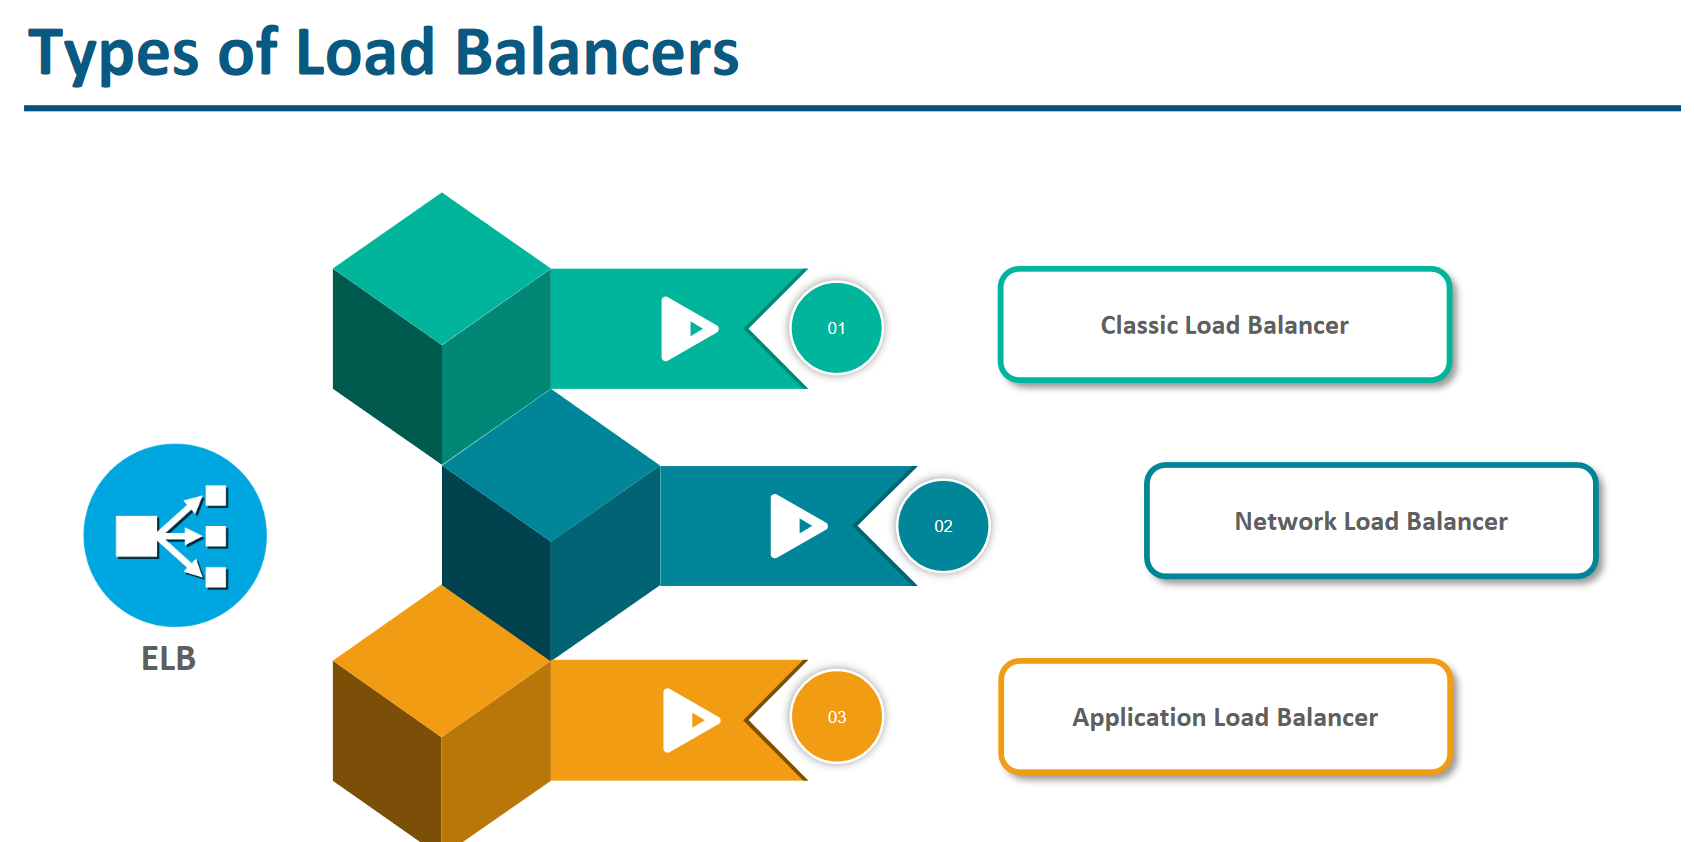 Types of Load Balancers
01
Classic Load Balancer
02
Network Load Balancer
ELB
03
Application Load Balancer